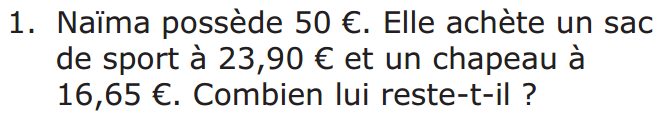 1. Naïma possède 50 €. Elle achète un sac
de sport à 23,90 € et un chapeau à
16,65 €. Combien lui reste-t-il ?